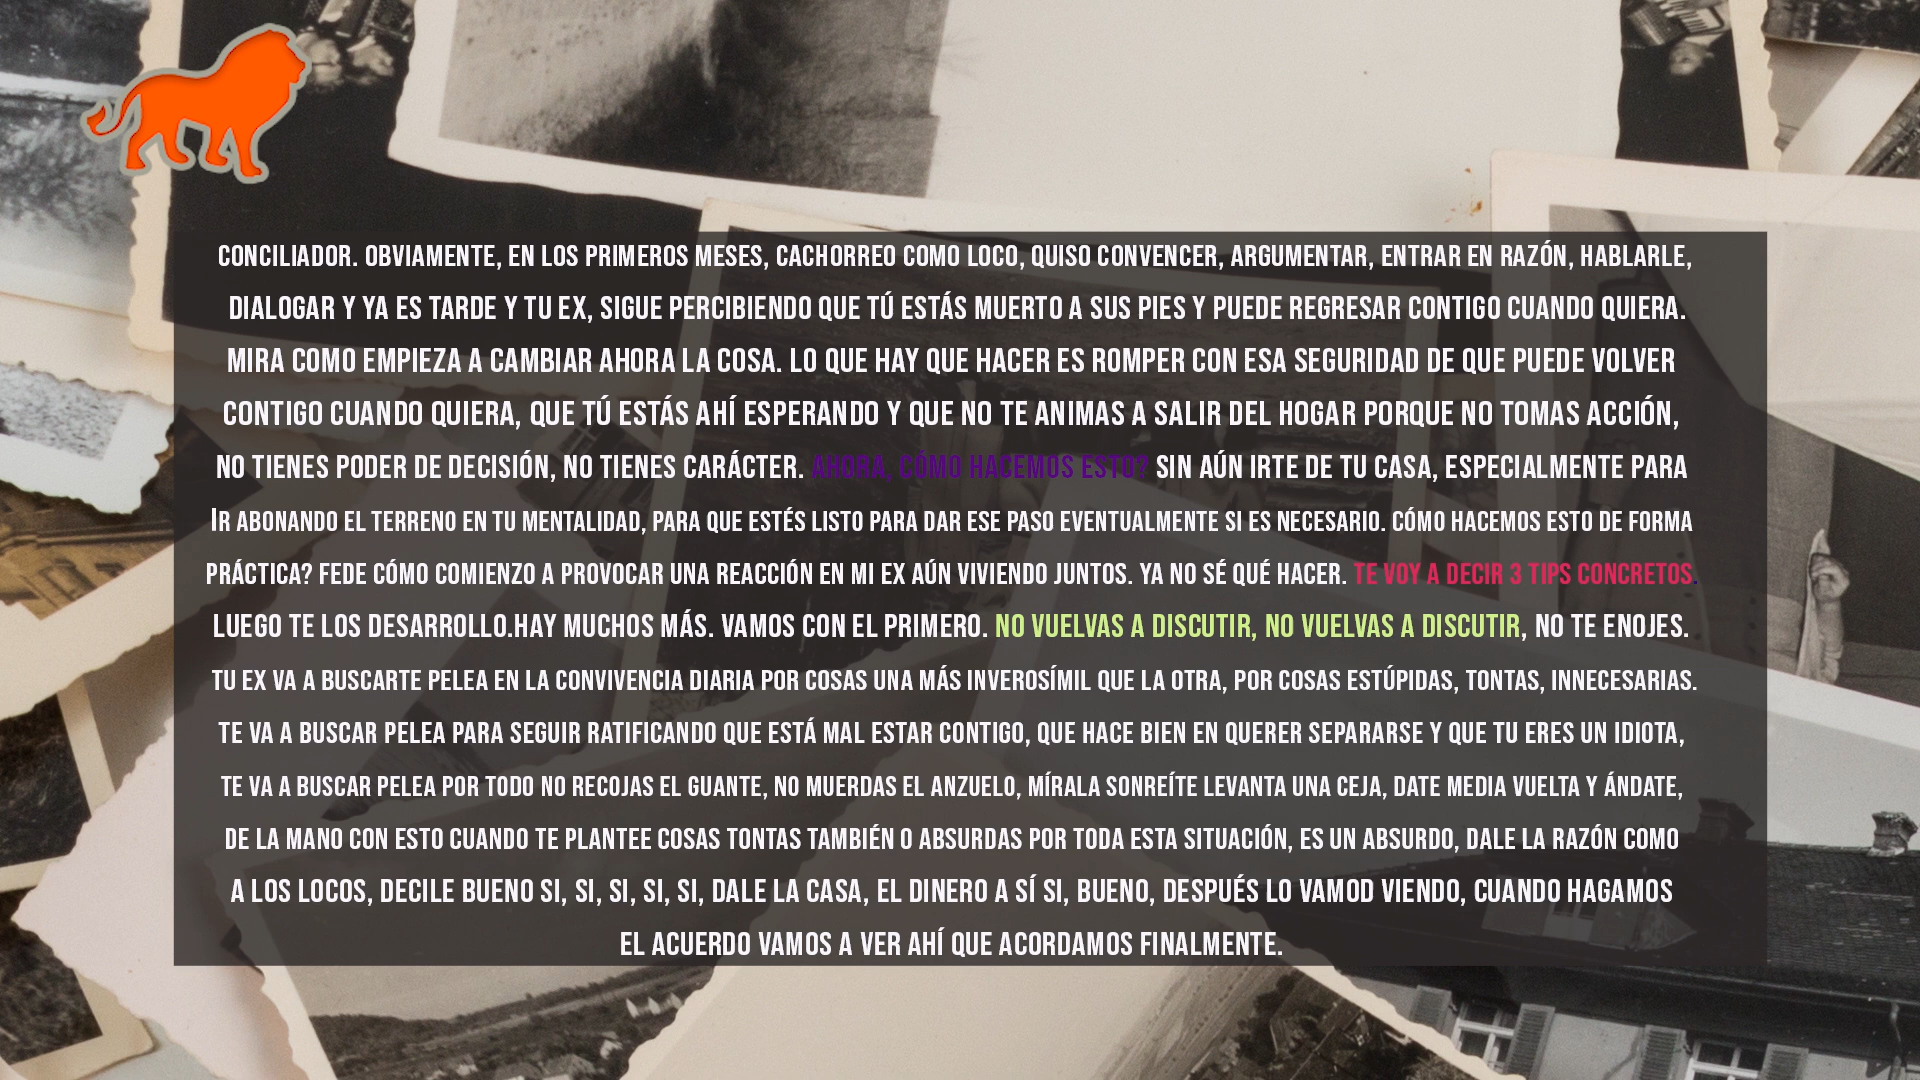 CONCILIADOR. OBVIAMENTE, EN LOS PRIMEROS MESES, CACHORREO COMO LOCO, QUISO CONVENCER, ARGUMENTAR, ENTRAR EN RAZÓN, HABLARLE,
DIALOGAR Y YA ES TARDE Y TU EX, SIGUE PERCIBIENDO QUE TÚ ESTÁS MUERTO A SUS PIES Y PUEDE REGRESAR CONTIGO CUANDO QUIERA.
MIRA COMO EMPIEZA A CAMBIAR AHORA LA COSA. LO QUE HAY QUE HACER ES ROMPER CON ESA SEGURIDAD DE QUE PUEDE VOLVER
CONTIGO CUANDO QUIERA, QUE TÚ ESTÁS AHÍ ESPERANDO Y QUE NO TE ANIMAS A SALIR DEL HOGAR PORQUE NO TOMAS ACCIÓN,
NO TIENES PODER DE DECISIÓN, NO TIENES CARÁCTER. AHORA, CÓMO HACEMOS ESTO? SIN AÚN IRTE DE TU CASA, ESPECIALMENTE PARA
IR ABONANDO EL TERRENO EN TU MENTALIDAD, PARA QUE ESTÉS LISTO PARA DAR ESE PASO EVENTUALMENTE SI ES NECESARIO. CÓMO HACEMOS ESTO DE FORMA
PRÁCTICA? FEDE CÓMO COMIENZO A PROVOCAR UNA REACCIÓN EN MI EX AÚN VIVIENDO JUNTOS. YA NO SÉ QUÉ HACER. TE VOY A DECIR 3 TIPS CONCRETOS.
LUEGO TE LOS DESARROLLO.HAY MUCHOS MÁS. VAMOS CON EL PRIMERO. NO VUELVAS A DISCUTIR, NO VUELVAS A DISCUTIR, NO TE ENOJES.
TU EX VA A BUSCARTE PELEA EN LA CONVIVENCIA DIARIA POR COSAS UNA MÁS INVEROSÍMIL QUE LA OTRA, POR COSAS ESTÚPIDAS, TONTAS, INNECESARIAS.
TE VA A BUSCAR PELEA PARA SEGUIR RATIFICANDO QUE ESTÁ MAL ESTAR CONTIGO, QUE HACE BIEN EN QUERER SEPARARSE Y QUE TU ERES UN IDIOTA,
TE VA A BUSCAR PELEA POR TODO NO RECOJAS EL GUANTE, NO MUERDAS EL ANZUELO, MÍRALA SONREÍTE LEVANTA UNA CEJA, DATE MEDIA VUELTA Y ÁNDATE,
DE LA MANO CON ESTO CUANDO TE PLANTEE COSAS TONTAS TAMBIÉN O ABSURDAS POR TODA ESTA SITUACIÓN, ES UN ABSURDO, DALE LA RAZÓN COMO
A LOS LOCOS, DECILE BUENO SI, SI, SI, SI, SI, DALE LA CASA, EL DINERO A SÍ SI, BUENO, DESPUÉS LO VAMOD VIENDO, CUANDO HAGAMOS
EL ACUERDO VAMOS A VER AHÍ QUE ACORDAMOS FINALMENTE.